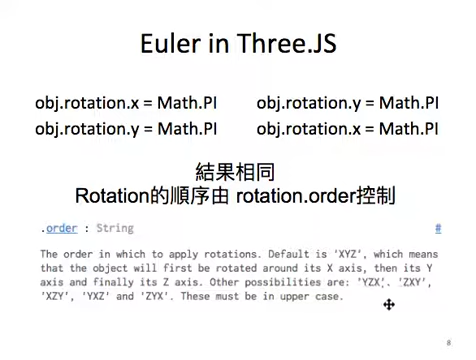 Euler in Three.JS
obj.rotation.x = Math.PI
obj.rotation.y = Math.PI
obj.rotation.y = Math.PI
obj.rotation.x = Math.PI
結果相同
Rotation的順序由 rotation.order控制
.order : String #
The order in which to apply rotations. Default is 'XYZ', which means
that the object will first be rotated around its X axis, then its Y
axis and finally its Z axis. Other possibilities are: 'YZX', 'ZXY',
'XZY', 'YXZ' and 'ZYX'. These must be in upper case.
8